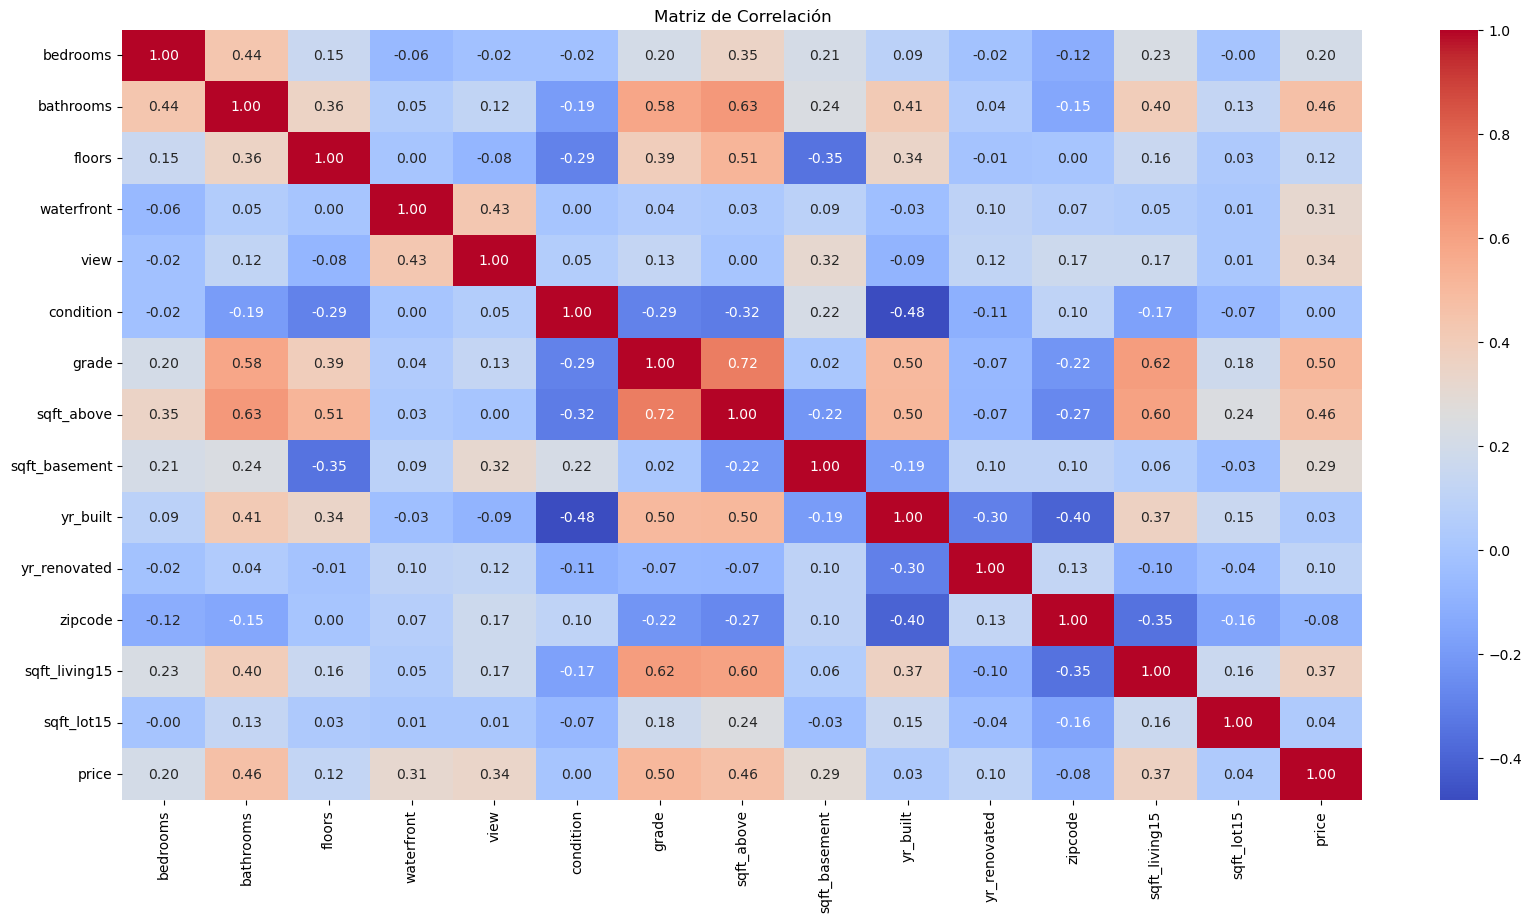 Matriz de Correlación
bedrooms 1.00 0.44 0.15 -0.06 -0.02 -0.02 0.20 0.35 0.21 0.09 -0.02 -0.12 0.23 -0.00 0.20
bathrooms 0.44 1.00 0.36 0.05 0.12 -0.19 0.58 0.63 0.24 0.41 0.04 -0.15 0.40 0.13 0.46
floors 0.15 0.36 1.00 0.00 -0.08 -0.29 0.39 0.51 -0.35 0.34 -0.01 0.00 0.16 0.03 0.12
waterfront -0.06 0.05 0.00 1.00 0.43 0.00 0.04 0.03 0.09 -0.03 0.10 0.07 0.05 0.01 0.31
view -0.02 0.12 -0.08 0.43 1.00 0.05 0.13 0.00 0.32 -0.09 0.12 0.17 0.17 0.01 0.34
condition -0.02 -0.19 -0.29 0.00 0.05 1.00 -0.29 -0.32 0.22 -0.48 -0.11 0.10 -0.17 -0.07 0.00
grade 0.20 0.58 0.39 0.04 0.13 -0.29 1.00 0.72 0.02 0.50 -0.07 -0.22 0.62 0.18 0.50
sqft_above 0.35 0.63 0.51 0.03 0.00 -0.32 0.72 1.00 -0.22 0.50 -0.07 -0.27 0.60 0.24 0.46
sqft_basement 0.21 0.24 -0.35 0.09 0.32 0.22 0.02 -0.22 1.00 -0.19 0.10 0.10 0.06 -0.03 0.29
yr_built 0.09 0.41 0.34 -0.03 -0.09 -0.48 0.50 0.50 -0.19 1.00 -0.30 -0.40 0.37 0.15 0.03
yr_renovated -0.02 0.04 -0.01 0.10 0.12 -0.11 -0.07 -0.07 0.10 -0.30 1.00 0.13 -0.10 -0.04 0.10
zipcode -0.12 -0.15 0.00 0.07 0.17 0.10 -0.22 -0.27 0.10 -0.40 0.13 1.00 -0.35 -0.16 -0.08
sqft_living15 0.23 0.40 0.16 0.05 0.17 -0.17 0.62 0.60 0.06 0.37 -0.10 -0.35 1.00 0.16 0.37
sqft_lot15 -0.00 0.13 0.03 0.01 0.01 -0.07 0.18 0.24 -0.03 0.15 -0.04 -0.16 0.16 1.00 0.04
price 0.20 0.46 0.12 0.31 0.34 0.00 0.50 0.46 0.29 0.03 0.10 -0.08 0.37 0.04 1.00
bedrooms
bathrooms
floors
waterfront
view
condition
grade
sqft_above
sqft_basement
yr_built
yr_renovated
zipcode
sqft_living15
sqft_lot15
price
1.0
0.8
0.6
0.4
0.2
0.0
−0.2
−0.4